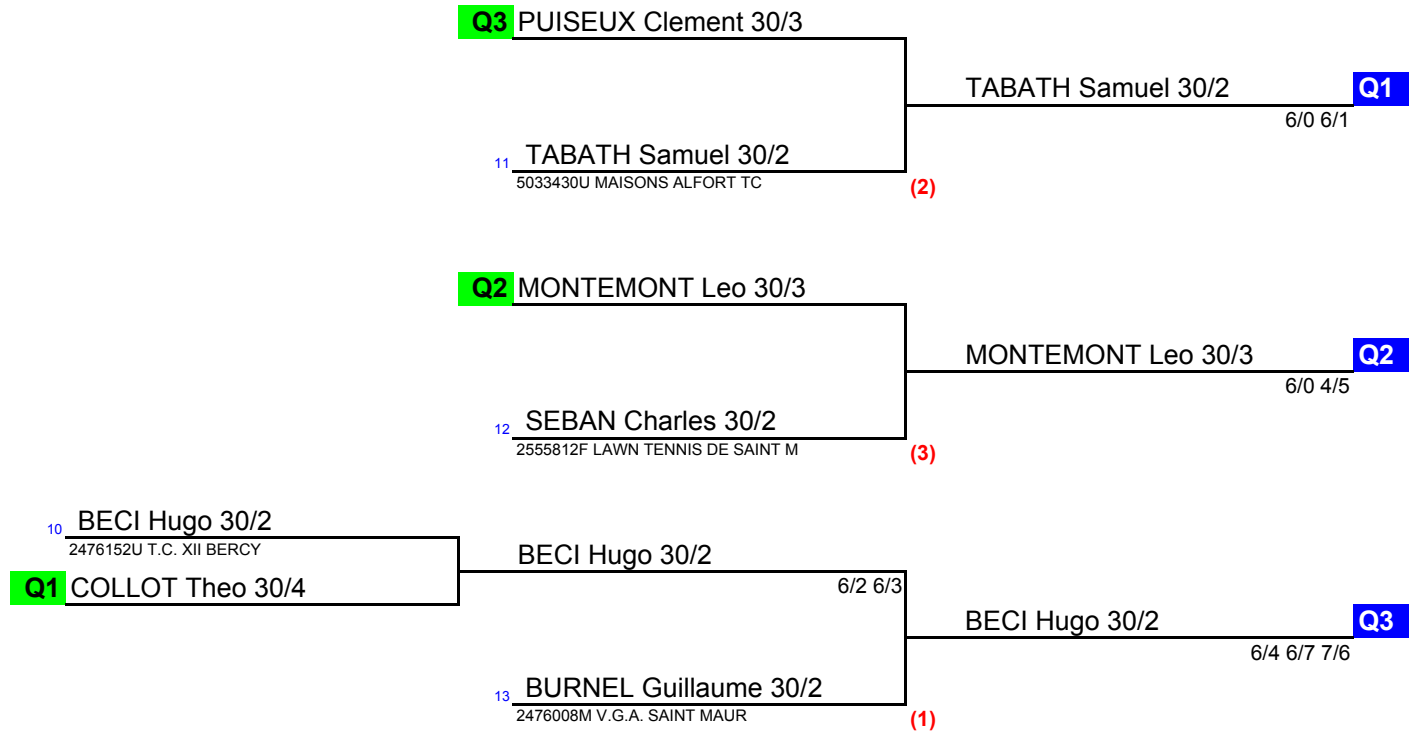 Q3 PUISEUX Clement 30/3
TABATH Samuel 30/2 Q1
6/0 6/1
11 TABATH Samuel 30/2
5033430U MAISONS ALFORT TC
(2)
Q2 MONTEMONT Leo 30/3
MONTEMONT Leo 30/3 Q2
6/0 4/5
12 SEBAN Charles 30/2
2555812F LAWN TENNIS DE SAINT M
(3)
10 BECI Hugo 30/2
2476152U T.C. XII BERCY
BECI Hugo 30/2
6/2 6/3
Q1 COLLOT Theo 30/4
BECI Hugo 30/2 Q3
6/4 6/7 7/6
13 BURNEL Guillaume 30/2
2476008M V.G.A. SAINT MAUR
(1)